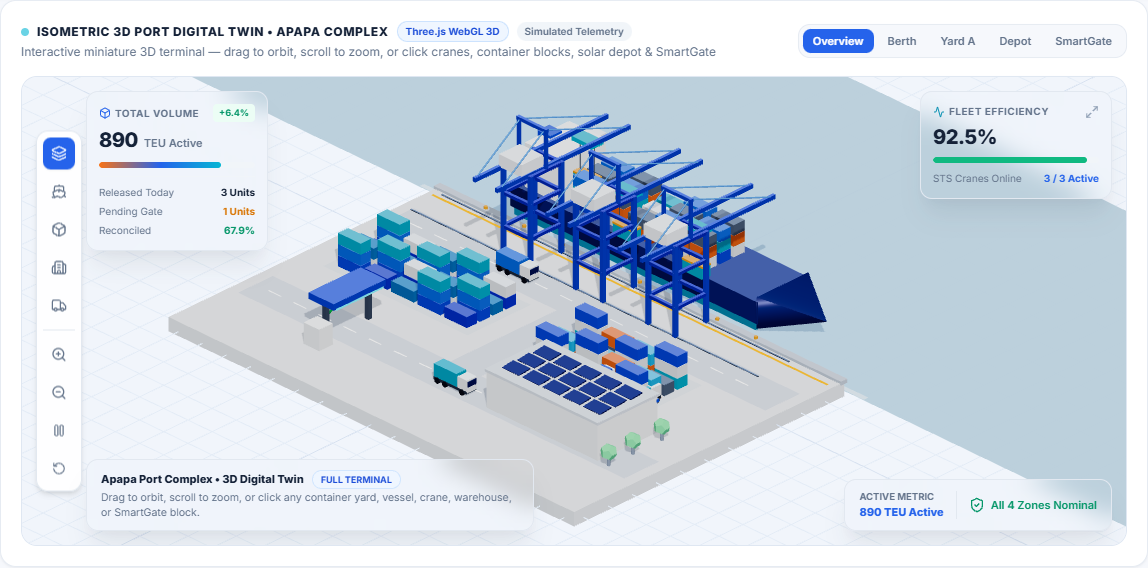 ISOMETRIC 3D PORT DIGITAL TWIN • APAPA COMPLEX
Three.js WebGL 3D
Simulated Telemetry
Interactive miniature 3D terminal — drag to orbit, scroll to zoom, or click cranes, container blocks, solar depot & SmartGate
Overview
Berth
Yard A
Depot
SmartGate
TOTAL VOLUME
+6.4%
890 TEU Active
Released Today 3 Units
Pending Gate 1 Units
Reconciled 67.9%
FLEET EFFICIENCY
92.5%
STS Cranes Online 3 / 3 Active
Apapa Port Complex • 3D Digital Twin
FULL TERMINAL
Drag to orbit, scroll to zoom, or click any container yard, vessel, crane, warehouse,
or SmartGate block.
ACTIVE METRIC
890 TEU Active
All 4 Zones Nominal